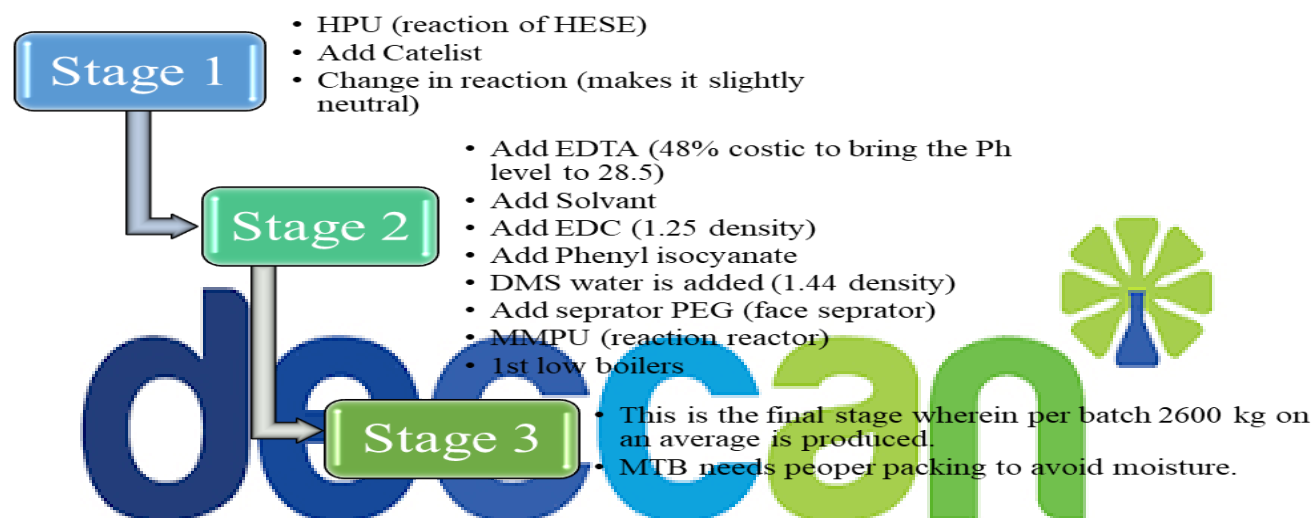 Stage 1
• HPU (reaction of HESE)
• Add Catelist
• Change in reaction (makes it slightly
neutral)
Stage 2
• Add EDTA (48% costic to bring the Ph
level to 28.5)
• Add Solvant
• Add EDC (1.25 density)
• Add Phenyl isocyanate
• DMS water is added (1.44 density)
• Add seprator PEG (face seprator)
• MMPU (reaction reactor)
• 1st low boilers
deccan
Stage 3
• This is the final stage wherein per batch 2600 kg on
an average is produced.
• MTB needs peoper packing to avoid moisture.